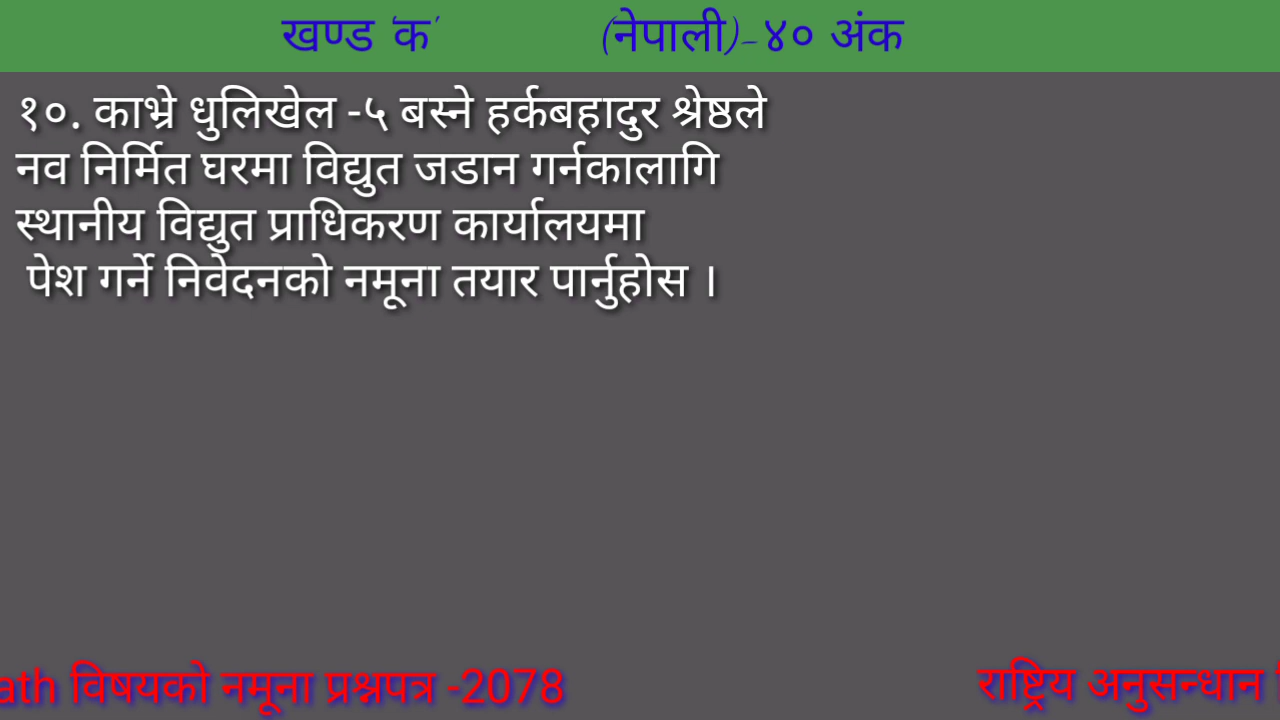 खण्ड 'क' (नेपाली)-४० अंक
१०. काभ्रे धुलिखेल -५ बस्ने हर्कबहादुर श्रेष्ठले
नव निर्मित घरमा विद्युत जडान गर्नकालागि
स्थानीय विद्युत प्राधिकरण कार्यालयमा
पेश गर्ने निवेदनको नमूना तयार पार्नुहोस ।
ath विषयको नमूना प्रश्नपत्र -2078 राष्ट्रिय अनुसन्धान